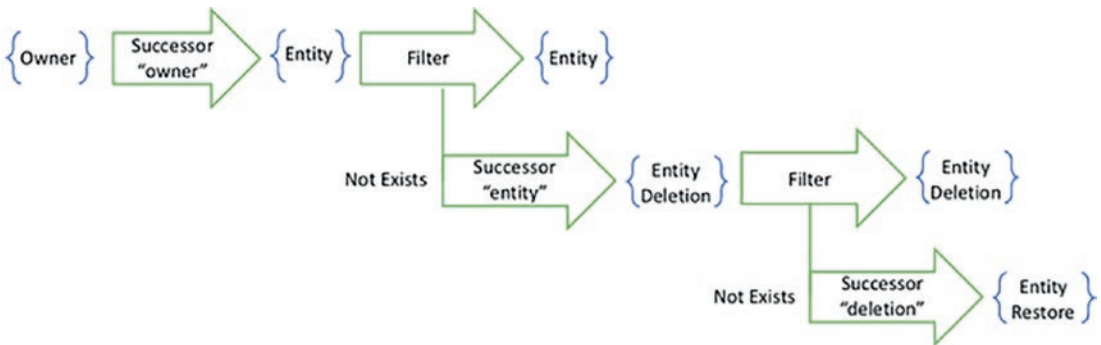 {Owner}
Successor
"owner"
{Entity}
Filter
{Entity}
Not Exists
Successor
"entity"
{Entity
Deletion}
Filter
{Entity
Deletion}
Not Exists
Successor
"deletion"
{Entity
Restore}